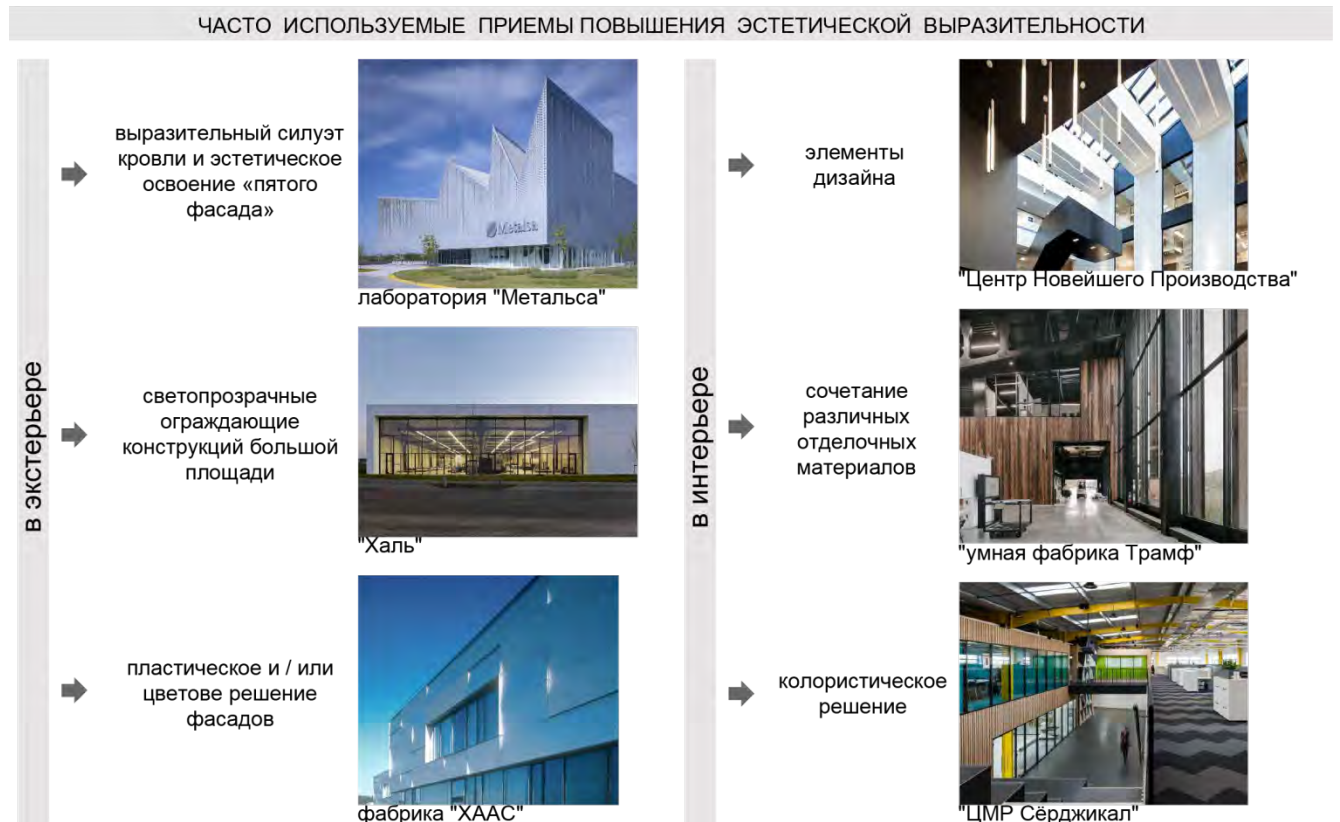 ЧАСТО ИСПОЛЬЗУЕМЫЕ ПРИЕМЫ ПОВЫШЕНИЯ ЭСТЕТИЧЕСКОЙ ВЫРАЗИТЕЛЬНОСТИ
в экстерьере
выразительный силуэт
кровли и эстетическое
освоение «пятого
фасада»
Metalsa
лаборатория "Метальса"
светопрозрачные
ограждающие
конструкций большой
площади
"Халь"
пластическое и / или
цветове решение
фасадов
фабрика "ХААС"
в интерьере
элементы
дизайна
"Центр Новейшего Производства"
сочетание
различных
отделочных
материалов
"умная фабрика Трамф"
колористическое
решение
"ЦМР Сёрджикал"